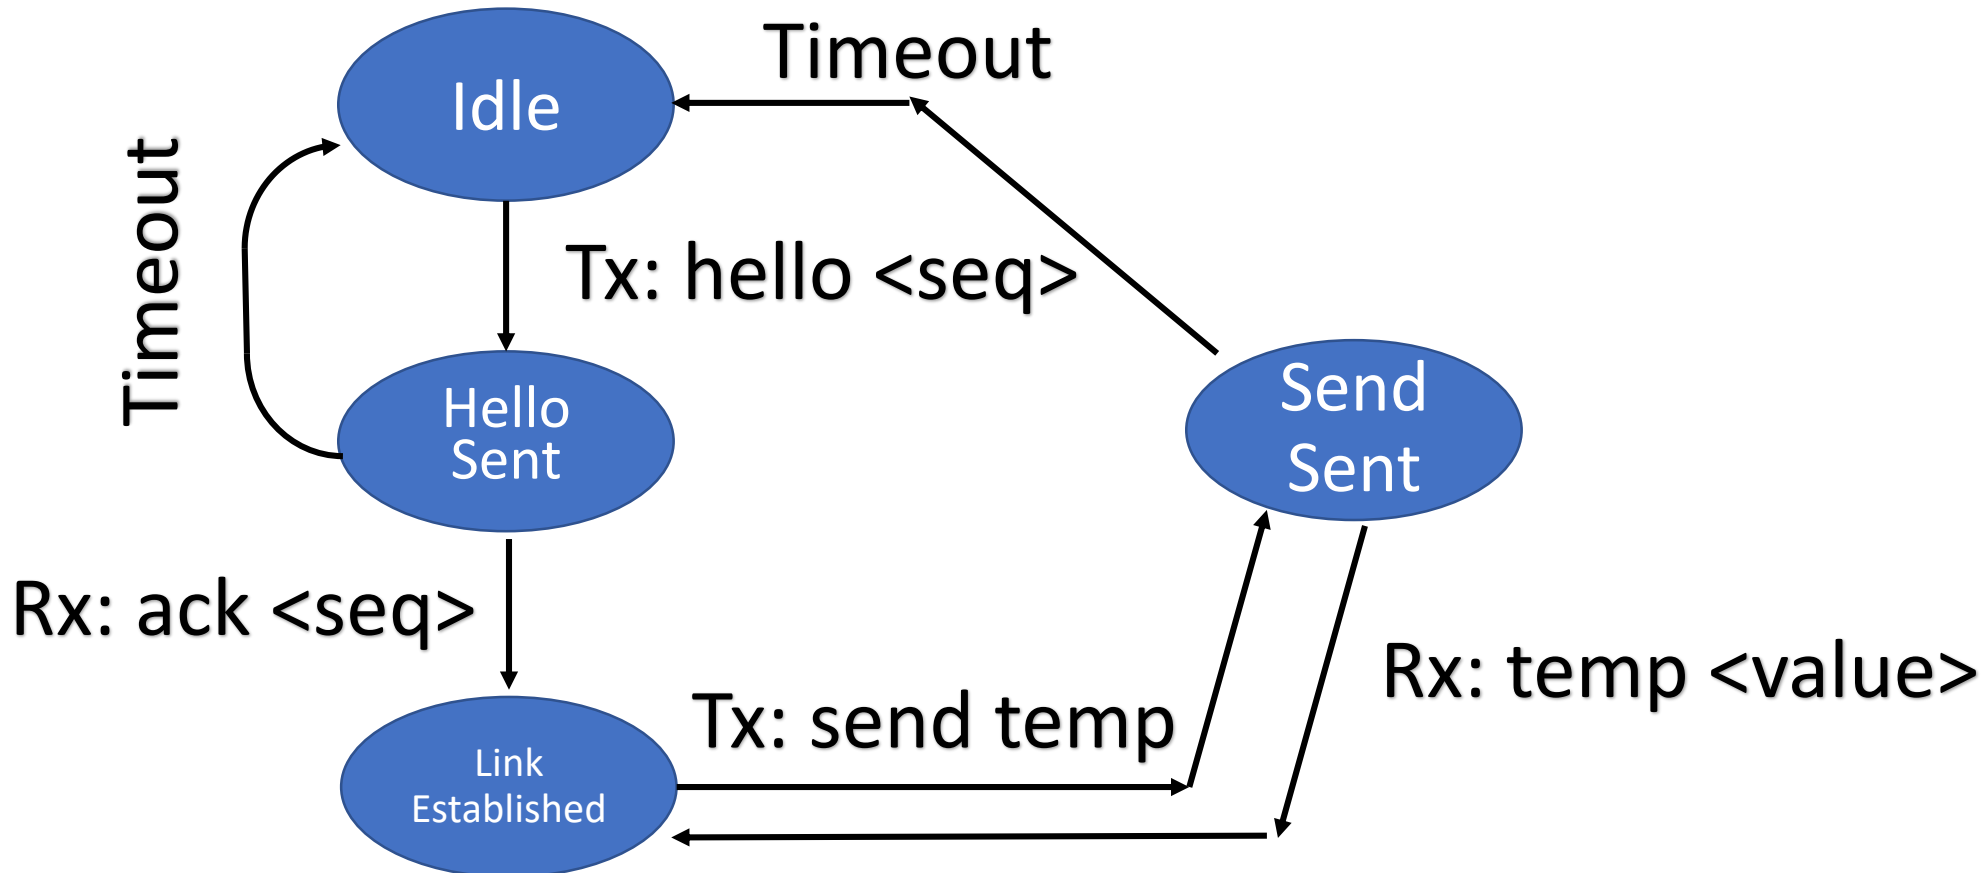 Idle
Timeout
Timeout
Tx: hello <seq>
Hello
Sent
Send
Sent
Rx: ack <seq>
Rx: temp <value>
Tx: send temp
Link
Established